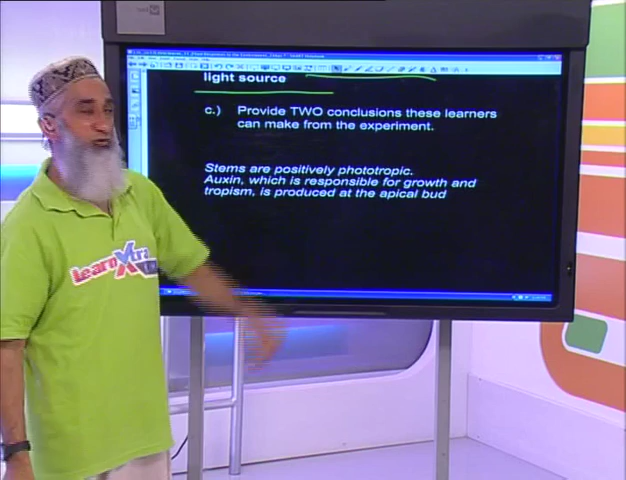 light source
c.) Provide TWO conclusions these learners
can make from the experiment.
Stems are positively phototropic.
Auxin, which is responsible for growth and
tropism, is produced at the apical bud
learn Xtra